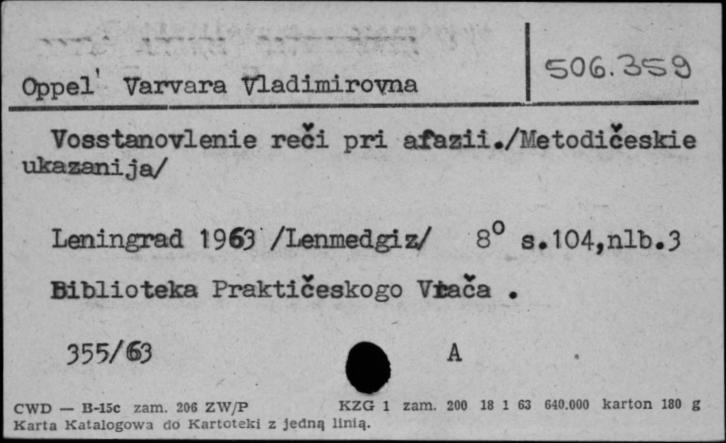 506.359
Oppel' Varvara Vladimirovna
Vosstanovlenie reči pri afazii./Metodičeskie
ukazanija/
Leningrad 1963 /Lenmedgiz/ 8° s.104,nlb.3
Biblioteka Praktičeskogo Vrača .
355/63 A
CWD — B-15c zam. 206 ZW/P KZG 1 zam. 200 18 1 63 640.000 karton 180 g
Karta Katalogowa do Kartoteki z jedną linią.